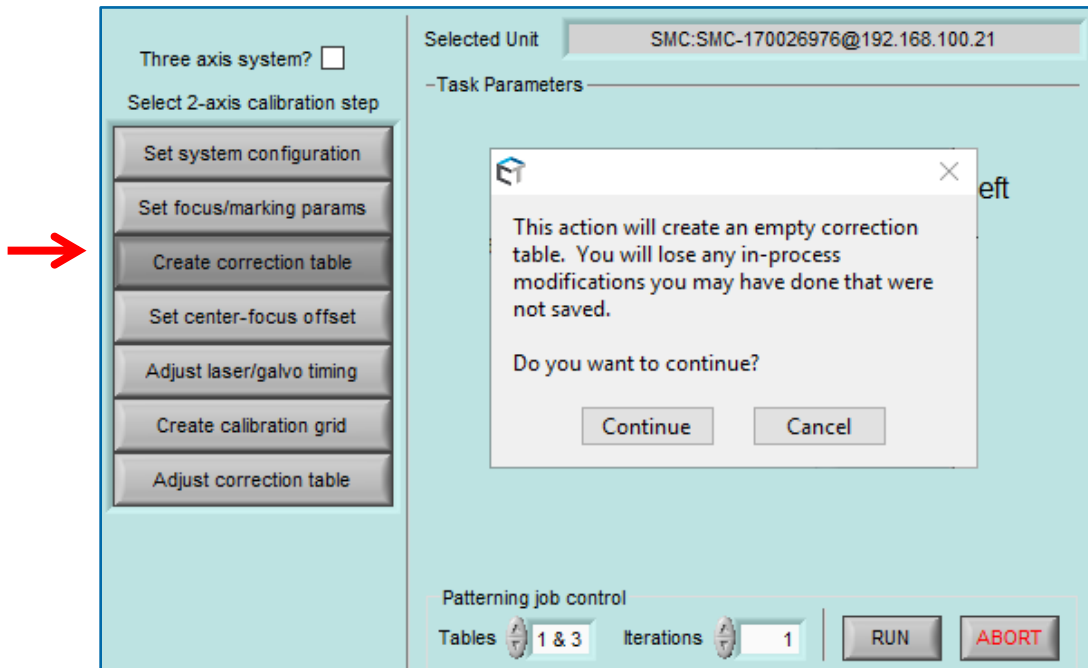 Three axis system?
Select 2-axis calibration step
Set system configuration
Set focus/marking params
Create correction table
Set center-focus offset
Adjust laser/galvo timing
Create calibration grid
Adjust correction table
Selected Unit SMC:SMC-170026976@192.168.100.21
Task Parameters
eft
This action will create an empty correction
table. You will lose any in-process
modifications you may have done that were
not saved.
Do you want to continue?
Continue Cancel
Patterning job control
Tables 1 & 3 Iterations 1 RUN ABORT